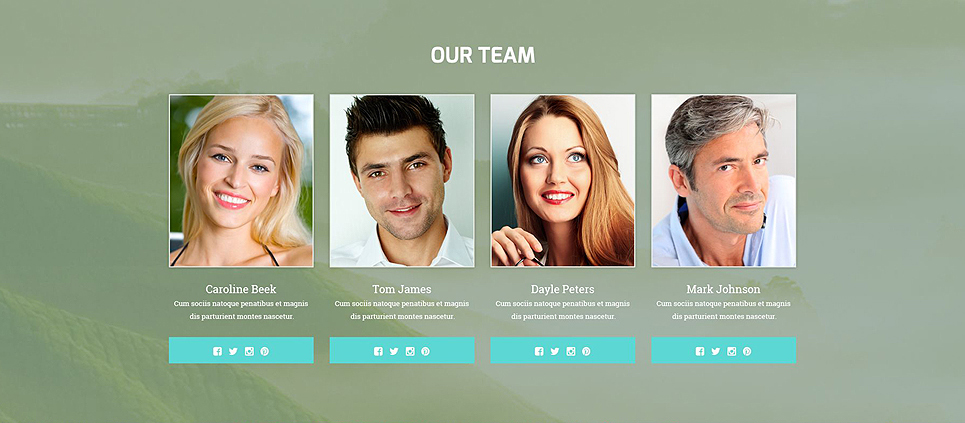 OUR TEAM
Caroline Beek
Cum sociis natoque penatibus et magnis
dis parturient montes nascetur.
Tom James
Cum sociis natoque penatibus et magnis
dis parturient montes nascetur.
Dayle Peters
Cum sociis natoque penatibus et magnis
dis parturient montes nascetur.
Mark Johnson
Cum sociis natoque penatibus et magnis
dis parturient montes nascetur.